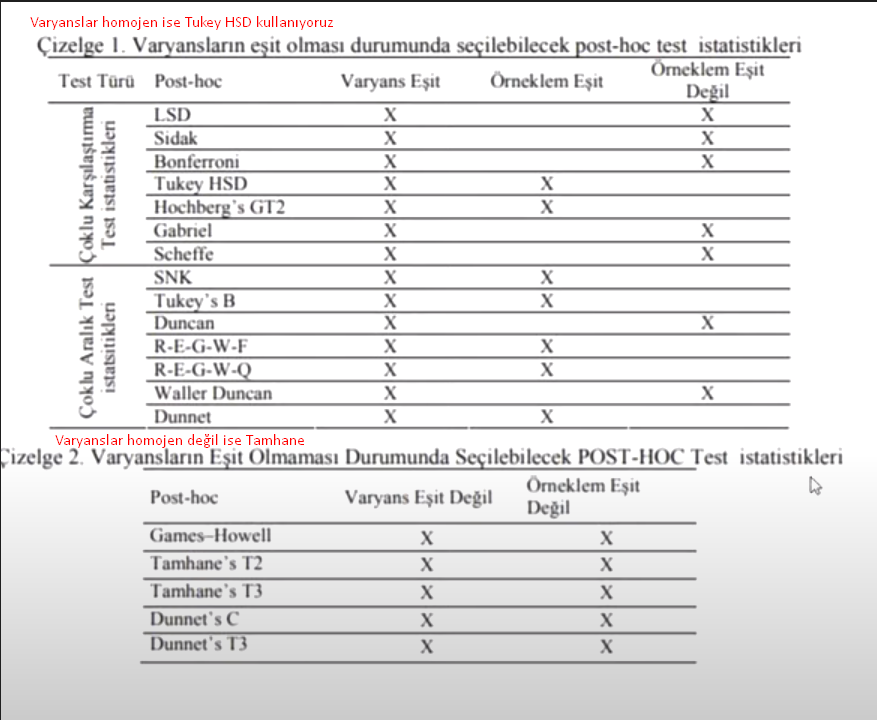 Varyanslar homojen ise Tukey HSD kullanıyoruz
Çizelge 1. Varyansların eşit olması durumunda seçilebilecek post-hoc test istatistikleri
Test Türü Post-hoc Varyans Eşit Örneklem Eşit Örneklem Eşit Değil
Çoklu Karşılaştırma Test istatistikleri
LSD X X
Sidak X X
Bonferroni X X
Tukey HSD X X
Hochberg's GT2 X X
Gabriel X X
Scheffe X X
Çoklu Aralık Test istatsitikleri
SNK X X
Tukey's B X X
Duncan X X
R-E-G-W-F X X
R-E-G-W-Q X X
Waller Duncan X X
Dunnet X X
Varyanslar homojen değil ise Tamhane
Çizelge 2. Varyansların Eşit Olmaması Durumunda Seçilebilecek POST-HOC Test istatistikleri
Post-hoc Varyans Eşit Değil Örneklem Eşit Değil
Games–Howell X X
Tamhane's T2 X X
Tamhane's T3 X X
Dunnet's C X X
Dunnet's T3 X X